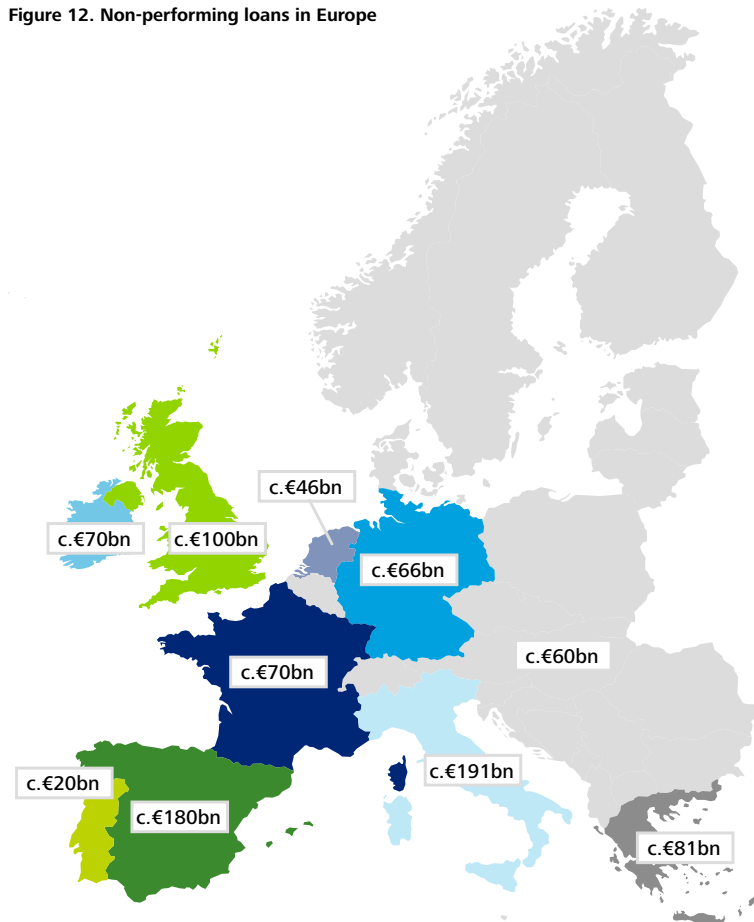 Figure 12. Non-performing loans in Europe
c.€46bn
c.€70bn
c.€100bn
c.€66bn
c.€70bn
c.€60bn
c.€20bn
c.€180bn
c.€191bn
c.€81bn